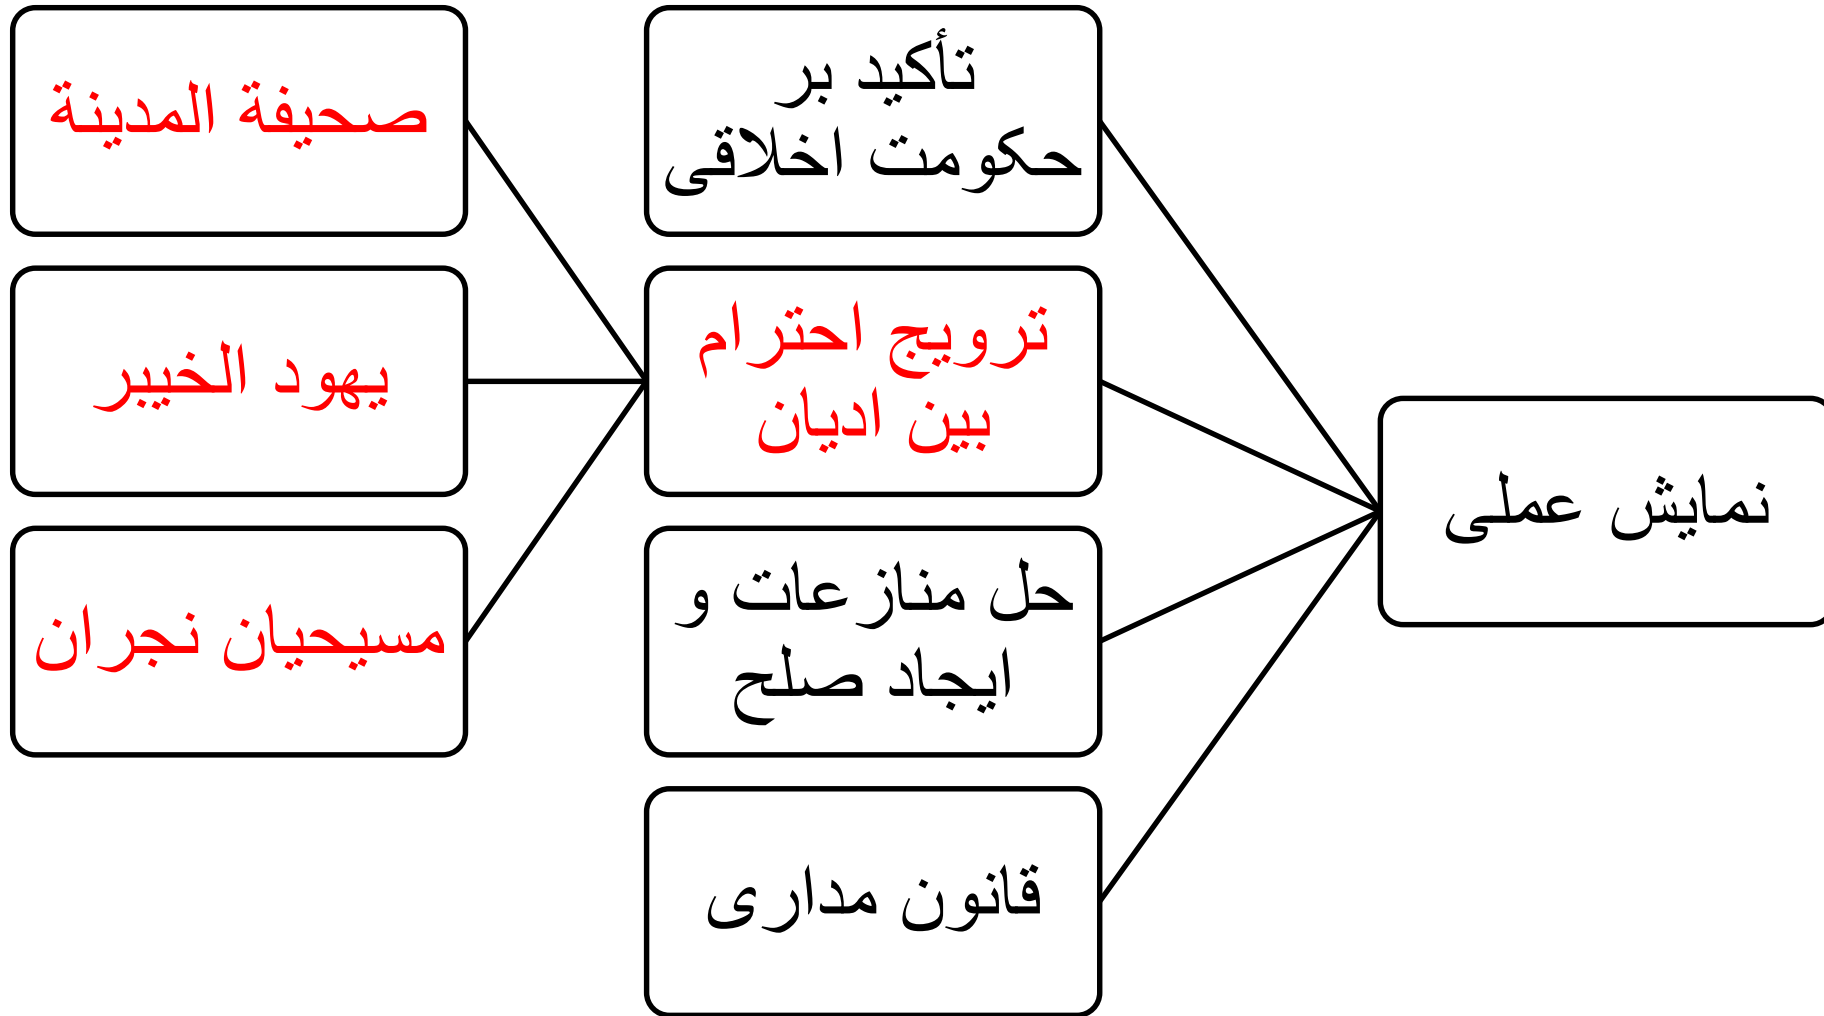 نمایش عملی
تأکید بر
حکومت اخلاقی
ترویج احترام
بین ادیان
صحیفة المدینة
یهود الخیبر
مسیحیان نجران
حل منازعات و
ایجاد صلح
قانون مداری